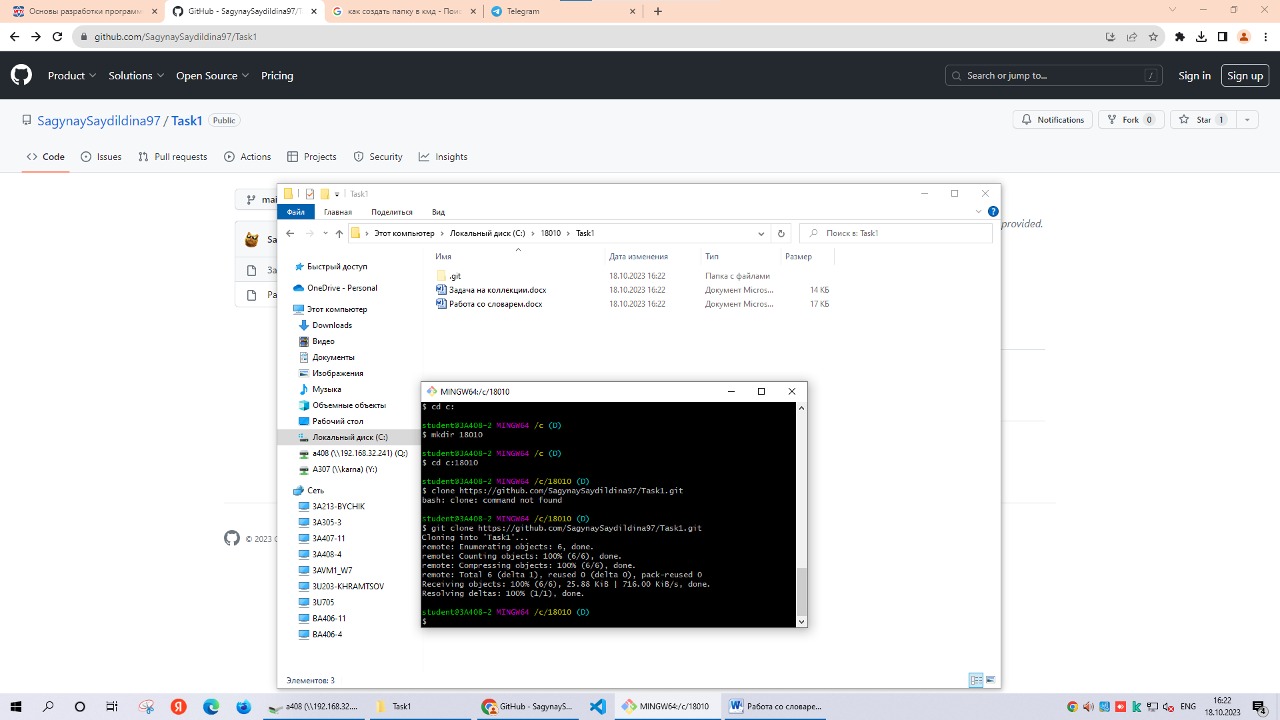 Основы разработки программ
GitHub - SagynaySaydildina97/T
как создать папку в кмд - Пои
Telegram
github.com/SagynaySaydildina97/Task1
Product
Solutions
Open Source
Pricing
Search or jump to...
/
Sign in
Sign up
SagynaySaydildina97 / Task1
Public
Notifications
Fork 0
Star 1
Code
Issues
Pull requests
Actions
Projects
Security
Insights
mai
Task1
Файл
Главная
Поделиться
Вид
provided.
Этот компьютер > Локальный диск (C:) > 18010 > Task1
Поиск в: Task1
Sa
За
Ра
Имя
Дата изменения
Тип
Размер
.git
18.10.2023 16:22
Папка с файлами
Задача на коллекции.docx
18.10.2023 16:22
Документ Micros...
14 КБ
Работа со словарем.docx
18.10.2023 16:22
Документ Micros...
17 КБ
Быстрый доступ
OneDrive - Personal
Этот компьютер
Downloads
Видео
Документы
Изображения
Музыка
Объемные объекты
Рабочий стол
Локальный диск (C:)
a408 (\\192.168.32.241) (Q:)
A307 (\\karna) (Y:)
Сеть
3A213-BYCHIK
3A305-3
3A407-11
3A408-4
3AVM1_W7
3U203-KHRAMTSOV
3U705
BA406-11
BA406-4
MINGW64:/c/18010
$ cd c:
student@3A408-2 MINGW64 /c (D)
$ mkdir 18010
student@3A408-2 MINGW64 /c (D)
$ cd c:18010
student@3A408-2 MINGW64 /c/18010 (D)
$ clone https://github.com/SagynaySaydildina97/Task1.git
bash: clone: command not found
student@3A408-2 MINGW64 /c/18010 (D)
$ git clone https://github.com/SagynaySaydildina97/Task1.git
Cloning into 'Task1'...
remote: Enumerating objects: 6, done.
remote: Counting objects: 100% (6/6), done.
remote: Compressing objects: 100% (6/6), done.
remote: Total 6 (delta 1), reused 0 (delta 0), pack-reused 0
Receiving objects: 100% (6/6), 25.88 KiB | 716.00 KiB/s, done.
Resolving deltas: 100% (1/1), done.
student@3A408-2 MINGW64 /c/18010 (D)
$
© 2023 G
Элементов: 3
a408 (\\192.168.32...
Task1
GitHub - SagynayS...
MINGW64:/c/18010
Работа со словаре...
ENG
16:22
18.10.2023
4